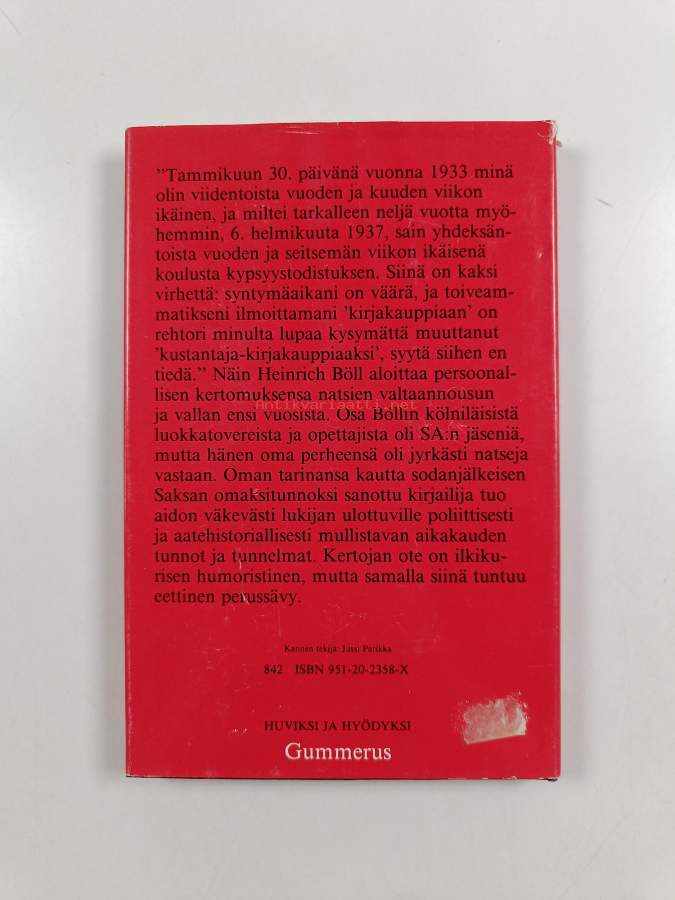 ”Tammikuun 30. päivänä vuonna 1933 minä
olin viidentoista vuoden ja kuuden viikon
ikäinen, ja miltei tarkalleen neljä vuotta myö-
hemmin, 6. helmikuuta 1937, sain yhdeksän-
toista vuoden ja seitsemän viikon ikäisenä
koulusta kypsyystodistuksen. Siinä on kaksi
virhettä: syntymäaikani on väärä, ja toiveam-
matikseni ilmoittamani 'kirjakauppiaan' on
rehtori minulta lupaa kysymättä muuttanut
'kustantaja-kirjakauppiaaksi', syytä siihen en
tiedä.” Näin Heinrich Böll aloittaa persoonal-
lisen kertomuksensa natsien valtaannousun
ja vallan ensi vuosista. Osa Böllin kölniläisistä
luokkatovereista ja opettajista oli SA:n jäseniä,
mutta hänen oma perheensä oli jyrkästi natseja
vastaan. Oman tarinansa kautta sodanjälkeisen
Saksan omaksitunnoksi sanottu kirjailija tuo
aidon väkevästi lukijan ulottuville poliittisesti
ja aatehistoriallisesti mullistavan aikakauden
tunnot ja tunnelmat. Kertojan ote on ilkiku-
risen humoristinen, mutta samalla siinä tuntuu
eettinen perussävy.
Antikvariaatti.net
Kannen tekijä: Jussi Parikka
842 ISBN 951-20-2358-X
HUVIKSI JA HYÖDYKSI
Gummerus